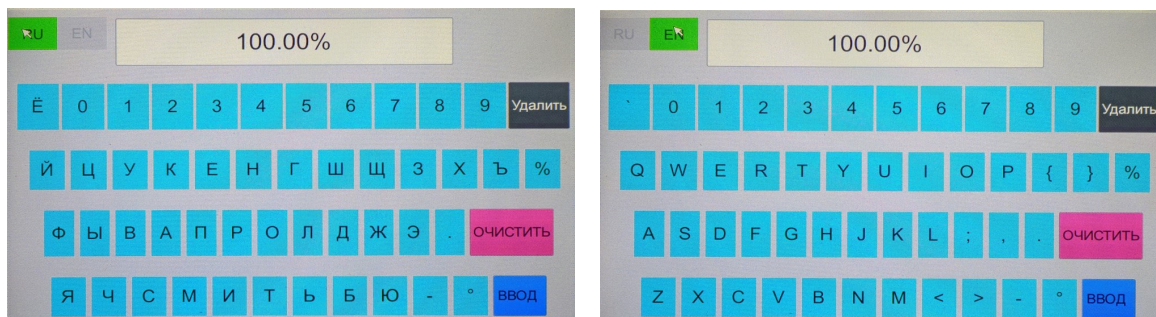 RU EN 100.00%
Ё 0 1 2 3 4 5 6 7 8 9 Удалить
Й Ц У К Е Н Г Ш Щ З Х Ъ %
Ф Ы В А П Р О Л Д Ж Э . ОЧИСТИТЬ
Я Ч С М И Т Ь Б Ю - ° ВВОД
RU EN 100.00%
` 0 1 2 3 4 5 6 7 8 9 Удалить
Q W E R T Y U I O P { } %
A S D F G H J K L ; , . ОЧИСТИТЬ
Z X C V B N M < > - ° ВВОД